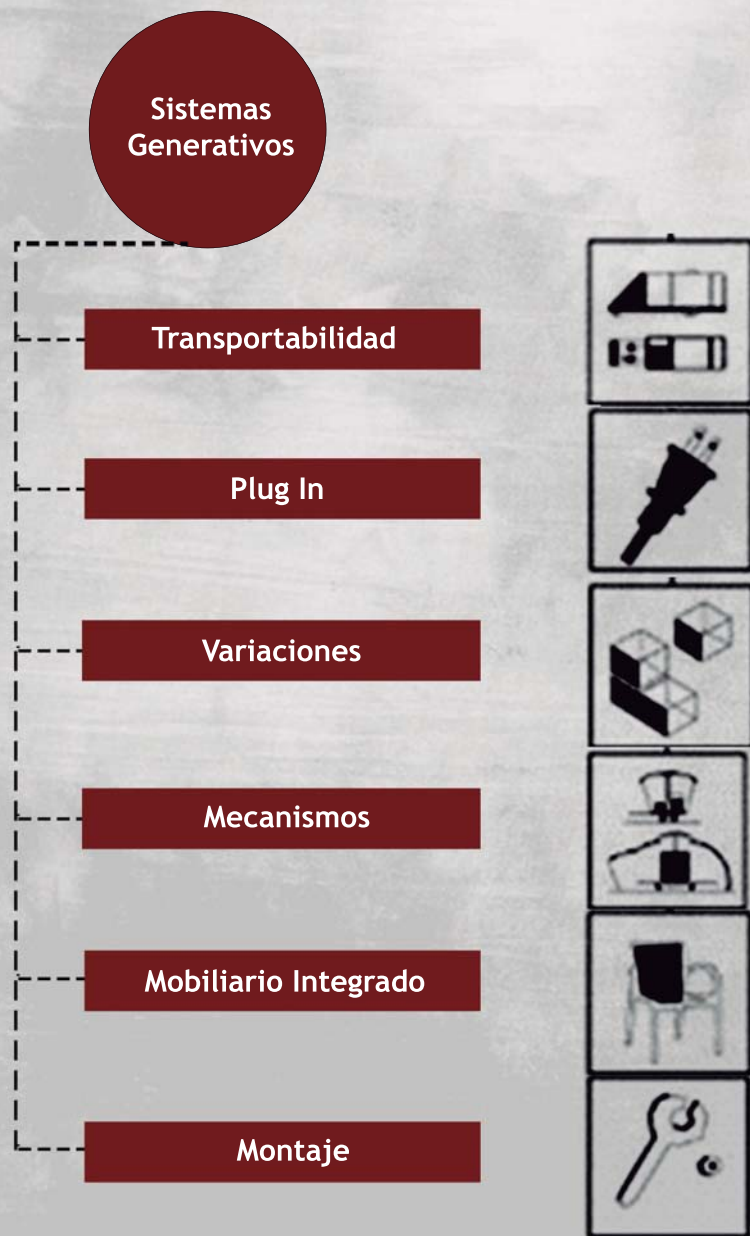 Sistemas
Generativos
Transportabilidad
Plug In
Variaciones
Mecanismos
Mobiliario Integrado
Montaje